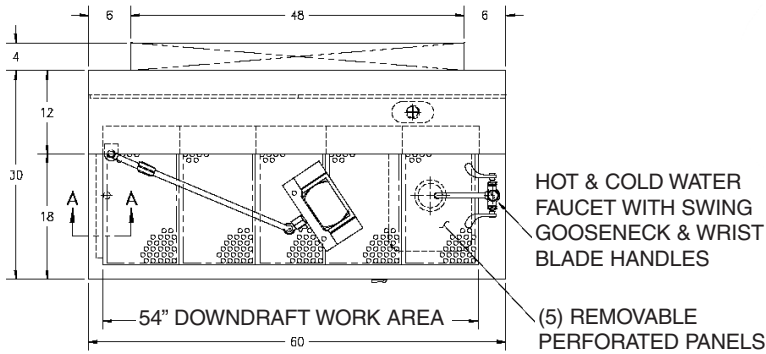 6
48
6
4
12
30
18
A
A
HOT & COLD WATER
FAUCET WITH SWING
GOOSENECK & WRIST
BLADE HANDLES
54" DOWNDRAFT WORK AREA
(5) REMOVABLE
PERFORATED PANELS
60